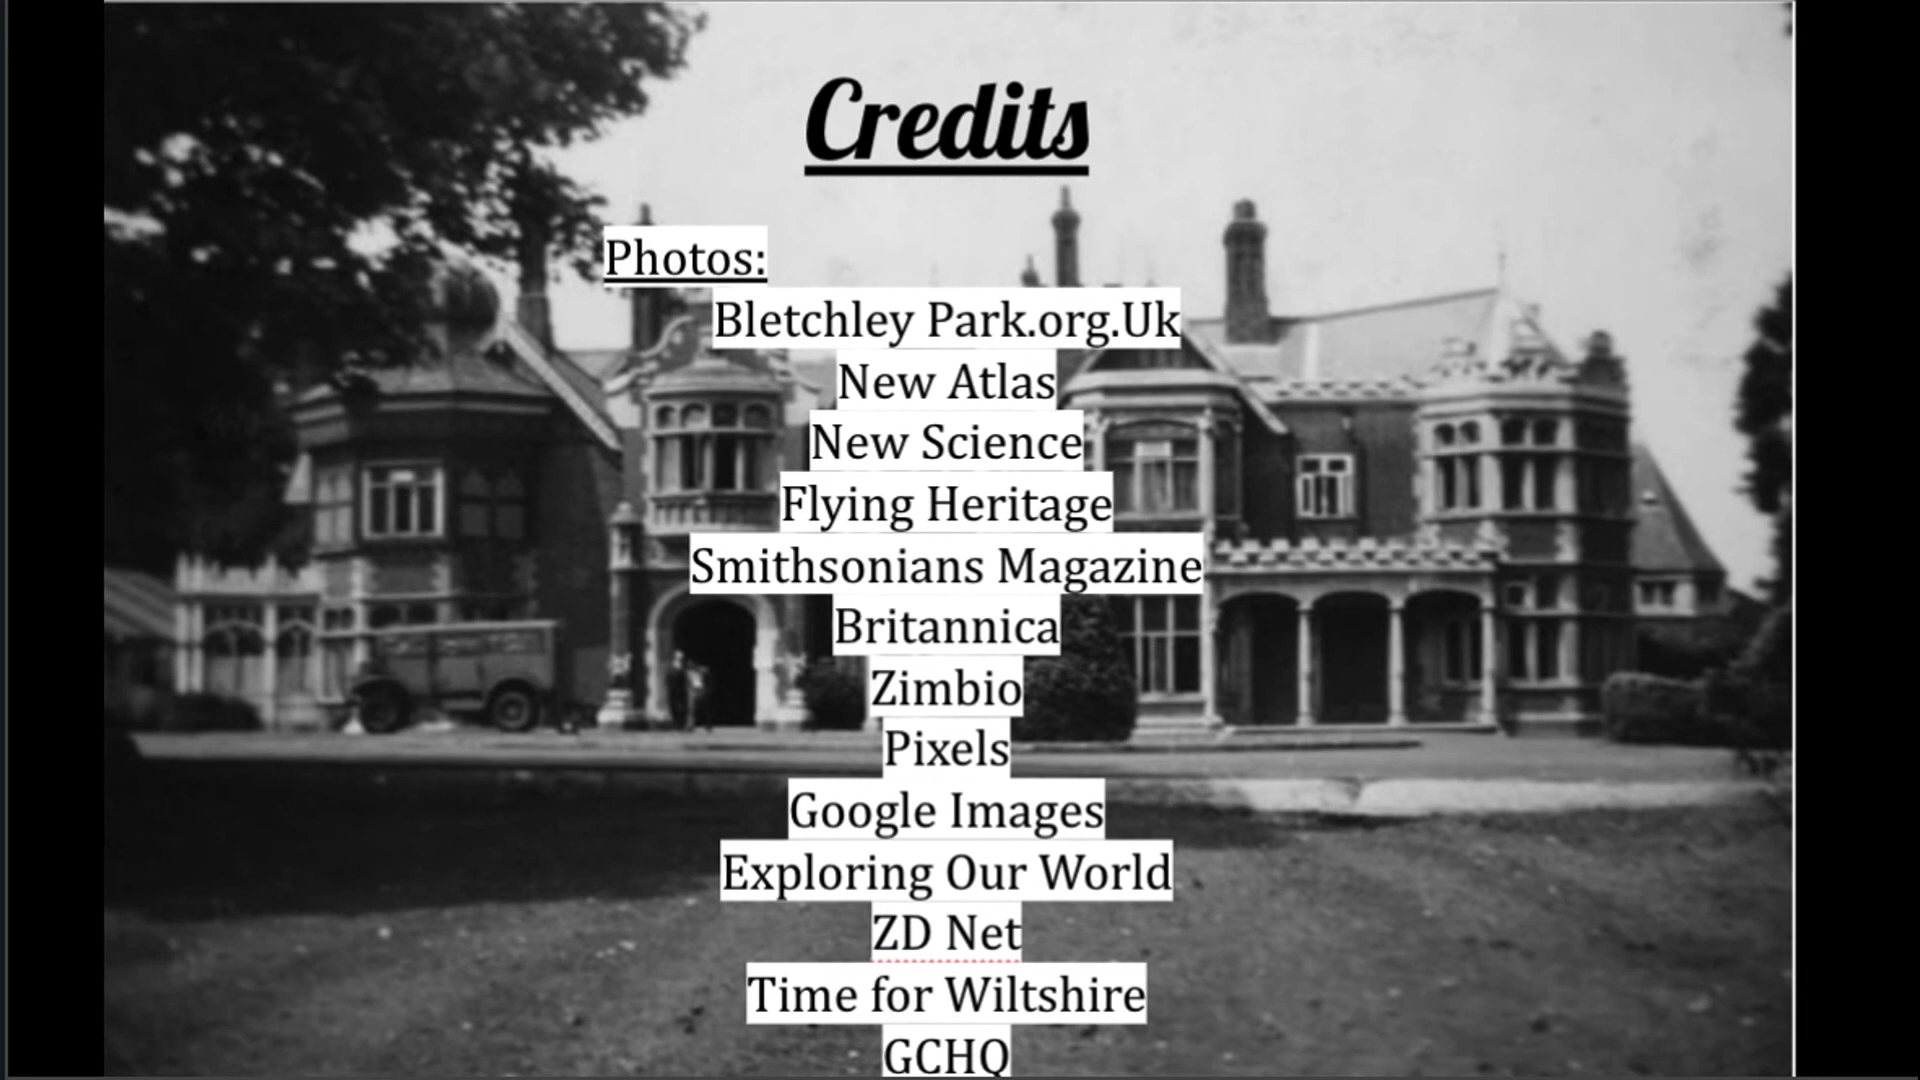 Credits
Photos:
Bletchley Park.org.Uk
New Atlas
New Science
Flying Heritage
Smithsonians Magazine
Britannica
Zimbio
Pixels
Google Images
Exploring Our World
ZD Net
Time for Wiltshire
GCHQ